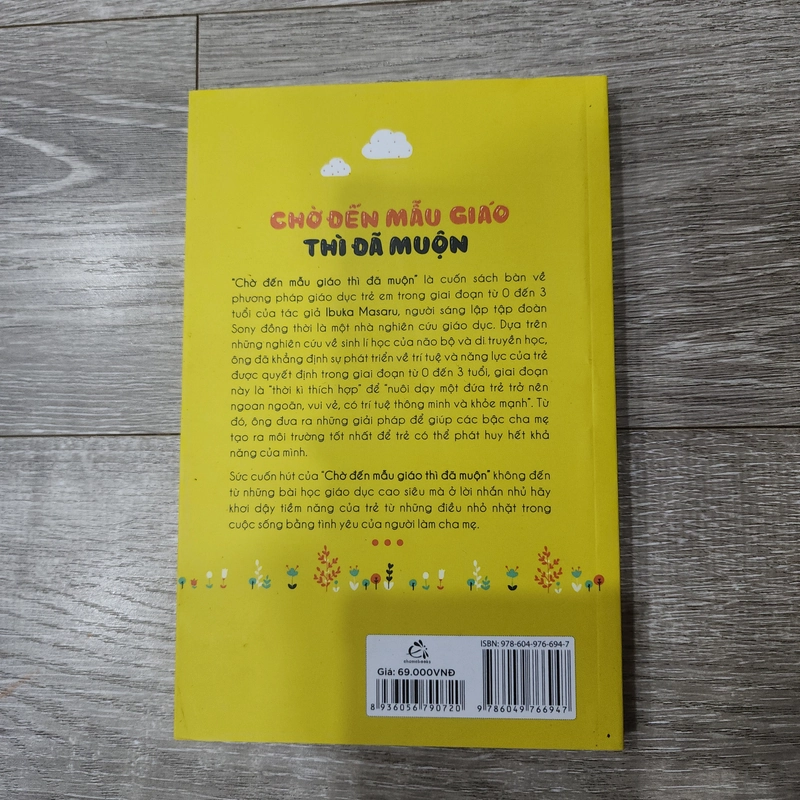 CHỜ ĐẾN MẪU GIÁO
THÌ ĐÃ MUỘN
"Chờ đến mẫu giáo thì đã muộn" là cuốn sách bàn về
phương pháp giáo dục trẻ em trong giai đoạn từ 0 đến 3
tuổi của tác giả Ibuka Masaru, người sáng lập tập đoàn
Sony đồng thời là một nhà nghiên cứu giáo dục. Dựa trên
những nghiên cứu về sinh lí học của não bộ và di truyền học,
ông đã khẳng định sự phát triển về trí tuệ và năng lực của trẻ
được quyết định trong giai đoạn từ 0 đến 3 tuổi, giai đoạn
này là "thời kì thích hợp" để "nuôi dạy một đứa trẻ trở nên
ngoan ngoãn, vui vẻ, có trí tuệ thông minh và khỏe mạnh". Từ
đó, ông đưa ra những giải pháp để giúp các bậc cha mẹ
tạo ra môi trường tốt nhất để trẻ có thể phát huy hết khả
năng của mình.
Sức cuốn hút của "Chờ đến mẫu giáo thì đã muộn" không đến
từ những bài học giáo dục cao siêu mà ở lời nhắn nhủ hãy
khơi dậy tiềm năng của trẻ từ những điều nhỏ nhặt trong
cuộc sống bằng tình yêu của người làm cha mẹ.
ISBN: 978-604-976-694-7
Giá: 69.000VNĐ
8 936056 790720
9 786049 766947